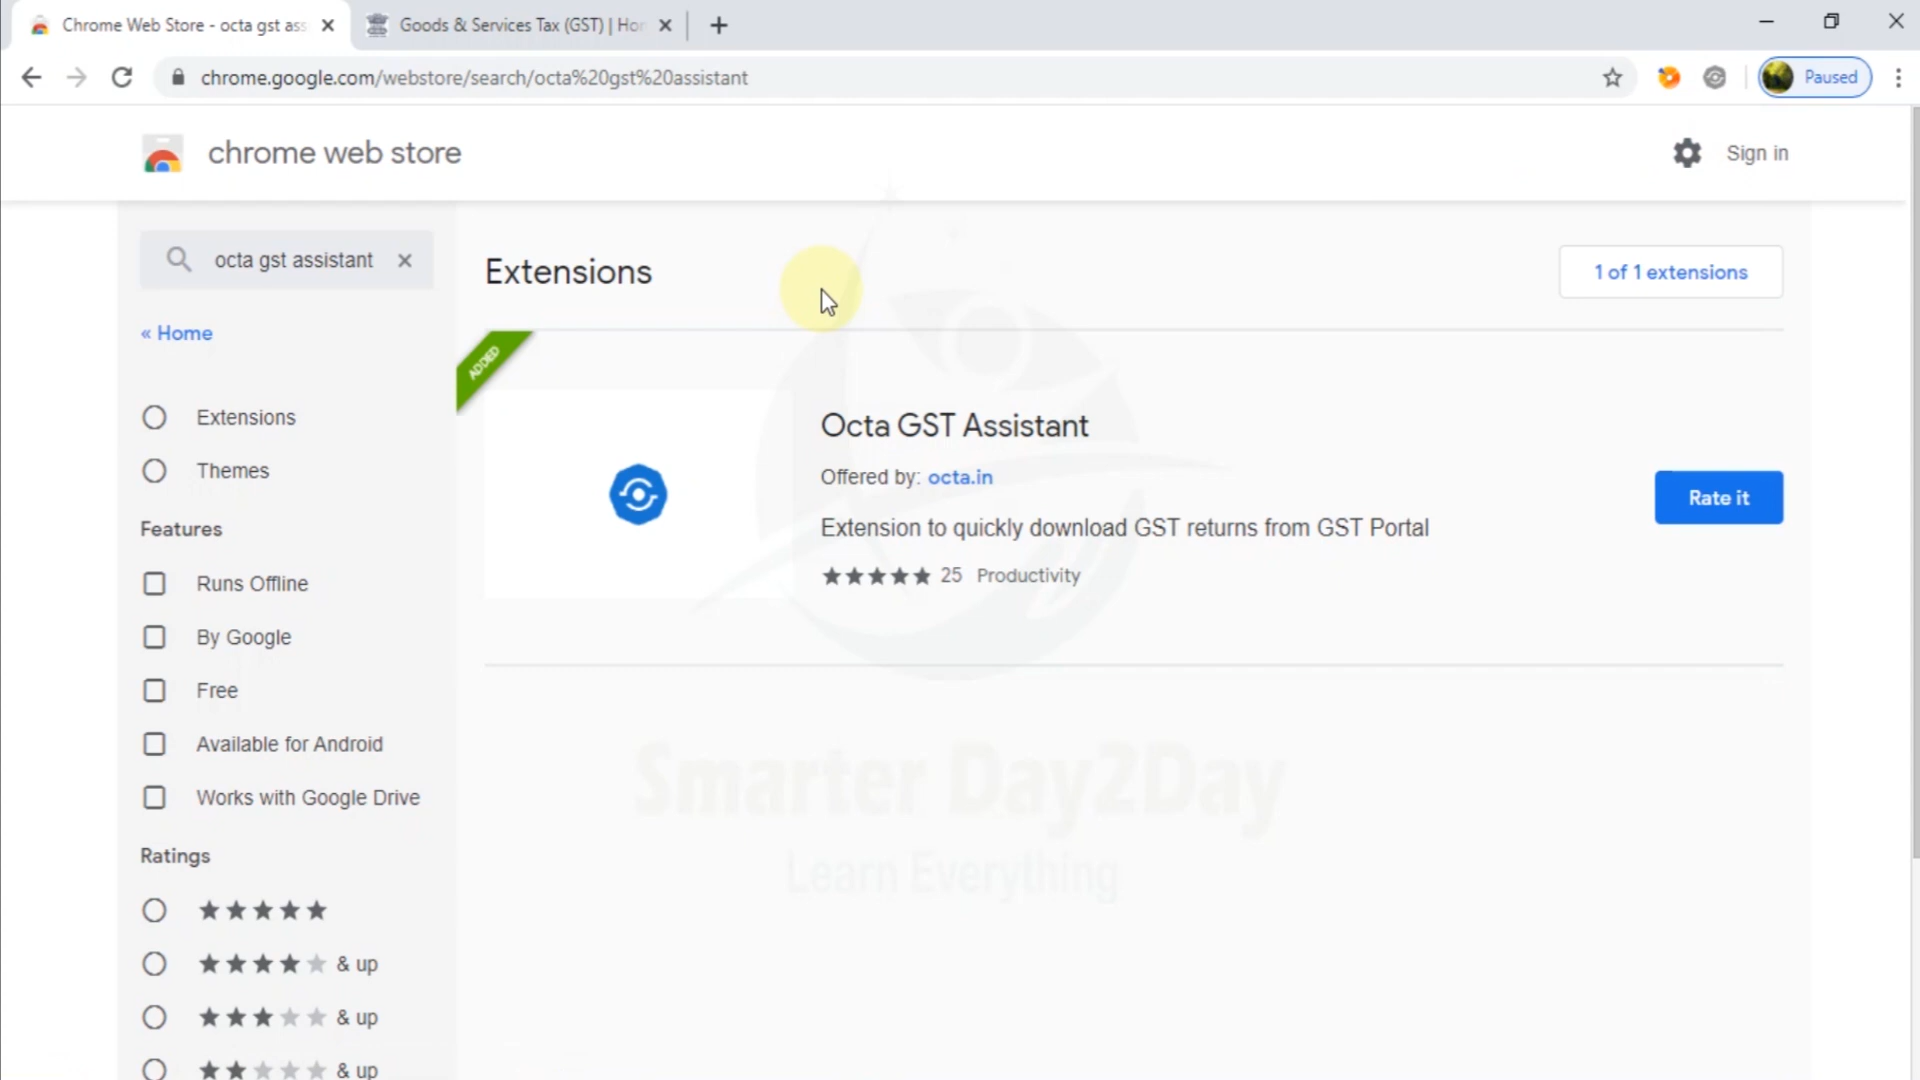 Chrome Web Store - octa gst ass
Goods & Services Tax (GST) | Hor
chrome.google.com/webstore/search/octa%20gst%20assistant
Paused
chrome web store
Sign in
octa gst assistant
Extensions
1 of 1 extensions
« Home
ADDED
Extensions
Themes
Features
Runs Offline
By Google
Free
Available for Android
Works with Google Drive
Ratings
& up
& up
& up
Octa GST Assistant
Offered by: octa.in
Extension to quickly download GST returns from GST Portal
25 Productivity
Rate it
Smarter Day2Day
Learn Everything